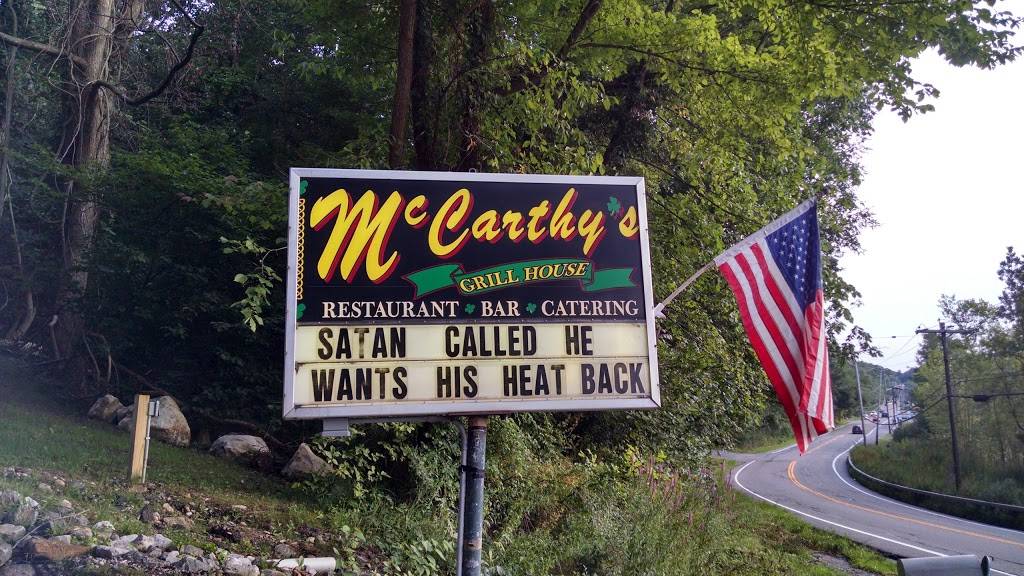 McCarthy's
GRILL HOUSE
RESTAURANT BAR CATERING
SATAN CALLED HE
WANTS HIS HEAT BACK